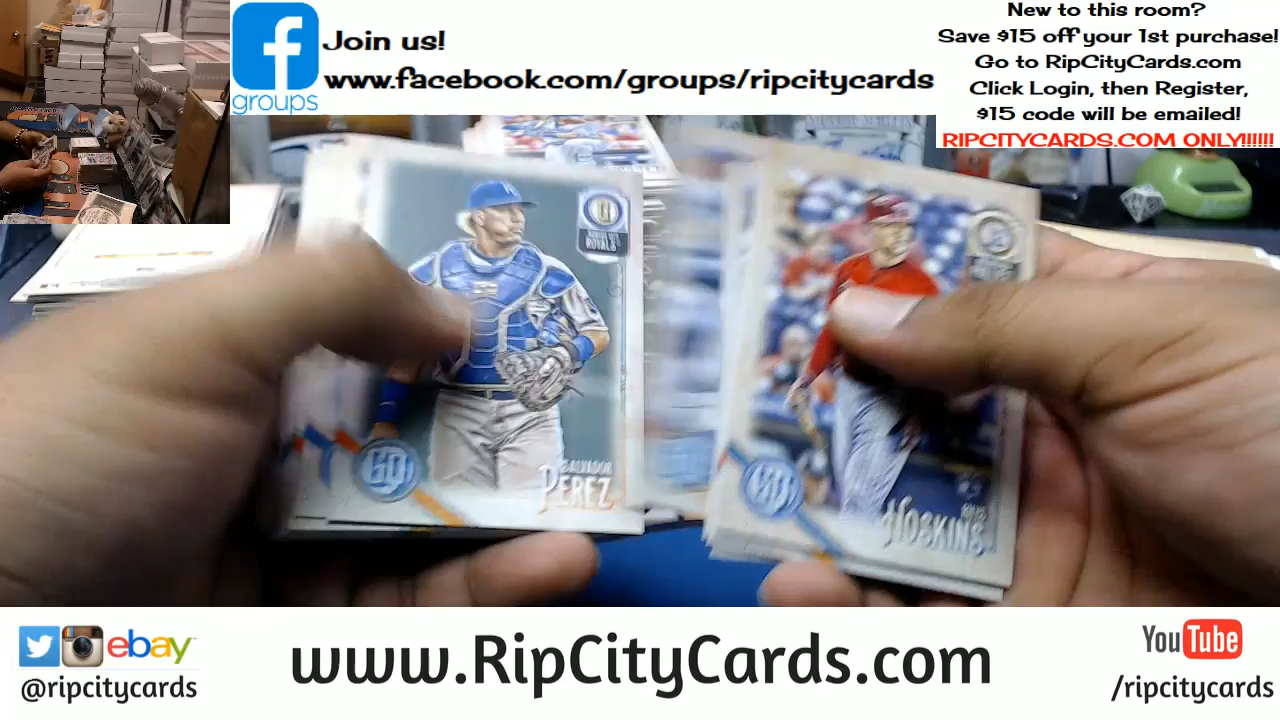 f
groups
Join us!
www.facebook.com/groups/ripcitycards
New to this room?
Save $15 off your 1st purchase!
Go to RipCityCards.com
Click Login, then Register,
$15 code will be emailed!
RIPCITYCARDS.COM ONLY!!!!!!
ROYALS
SALVADOR
PEREZ
HOSKINS
ebay
@ripcitycards
www.RipCityCards.com
YouTube
/ripcitycards